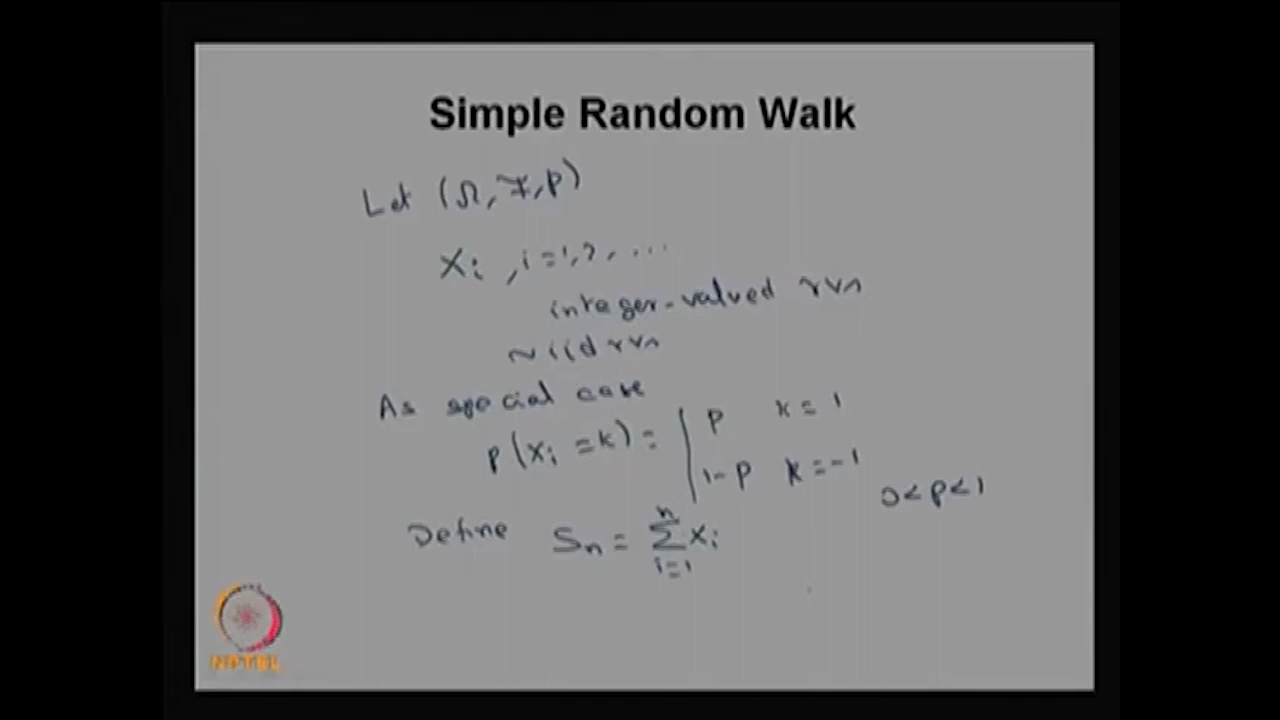 Simple Random Walk
Let (Ω, ℱ, P)
Xi , i = 1, 2, ...
integer-valued rvs
~ iid rvs
As special case
P(Xi = k) = { p k = 1
1-p k = -1
0 < p < 1
Define Sn = Σ i=1 n Xi
NPTEL